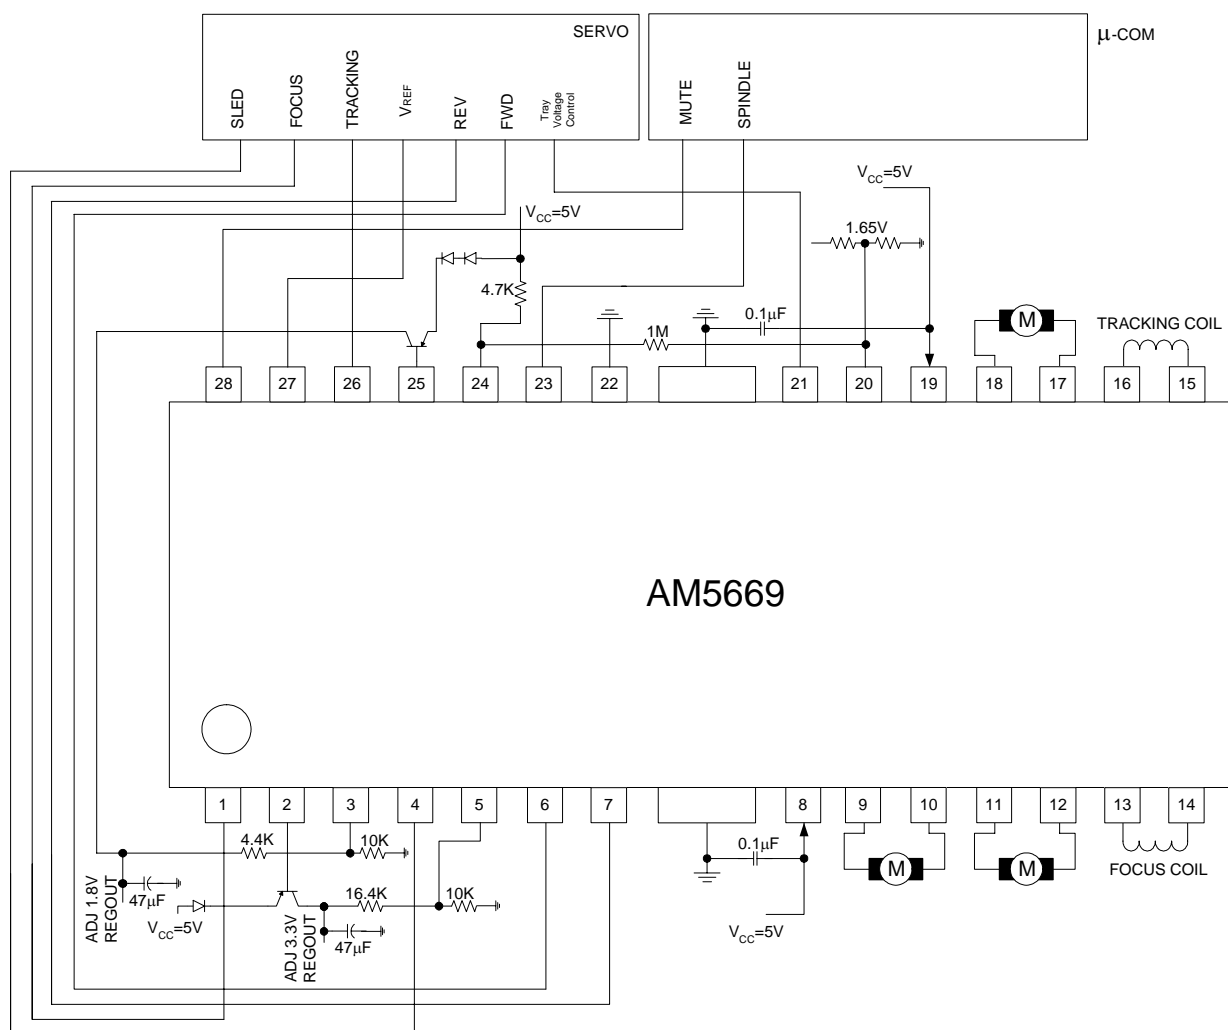 SERVO
μ-COM
SLED
FOCUS
TRACKING
VREF
REV
FWD
Tray
Voltage
Control
MUTE
SPINDLE
VCC=5V
VCC=5V
1.65V
4.7K
1M
0.1μF
M
TRACKING COIL
28
27
26
25
24
23
22
21
20
19
18
17
16
15
AM5669
1
2
3
4
5
6
7
8
9
10
11
12
13
14
4.4K
10K
0.1μF
M
M
FOCUS COIL
ADJ 1.8V
REGOUT
47μF
VCC=5V
16.4K
10K
ADJ 3.3V
REGOUT
47μF
VCC=5V